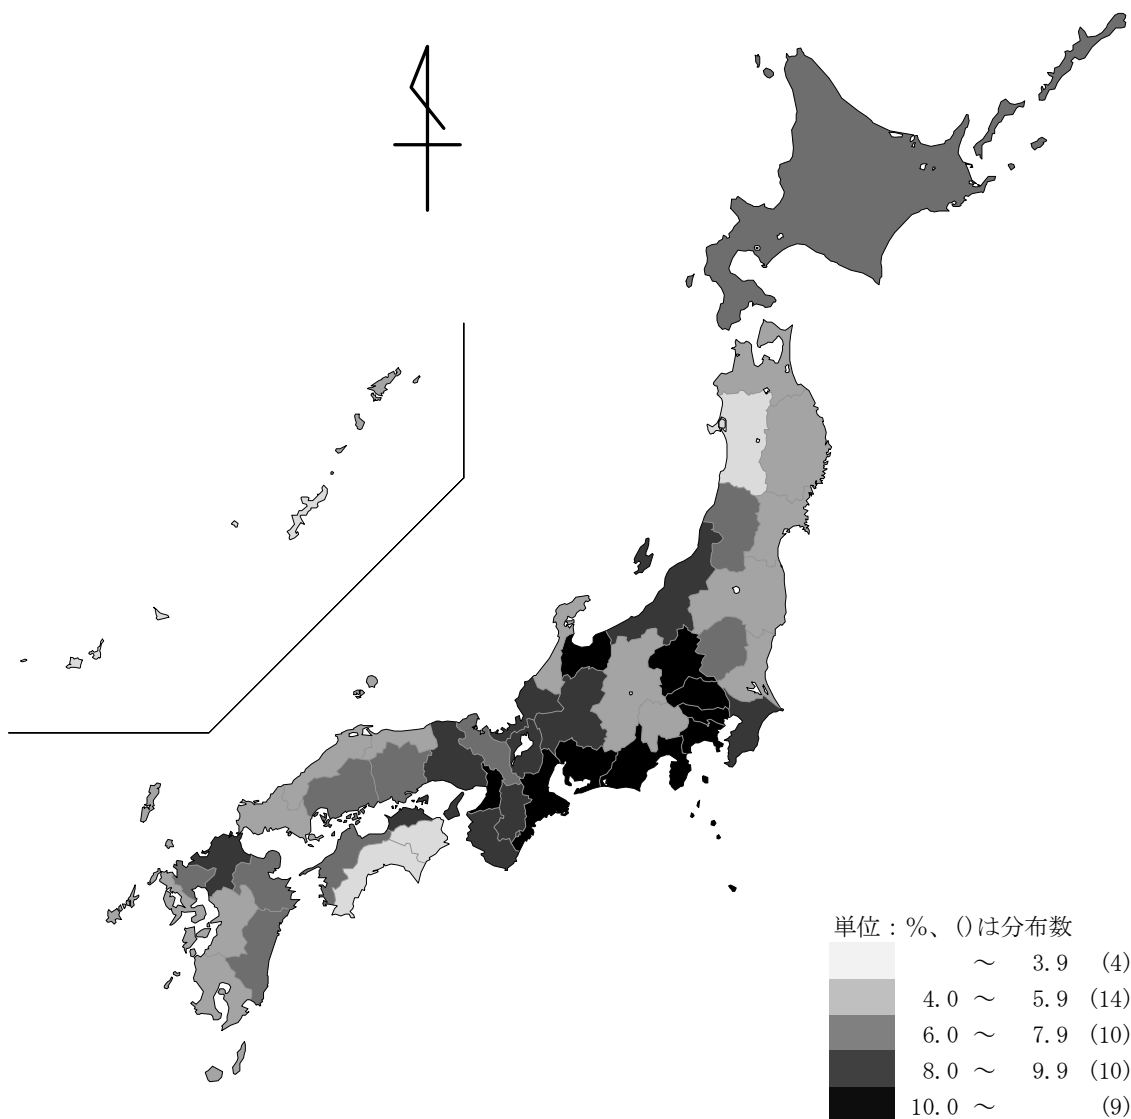 単位：％、()は分布数
～ 3.9 (4)
4.0 ～ 5.9 (14)
6.0 ～ 7.9 (10)
8.0 ～ 9.9 (10)
10.0 ～ (9)